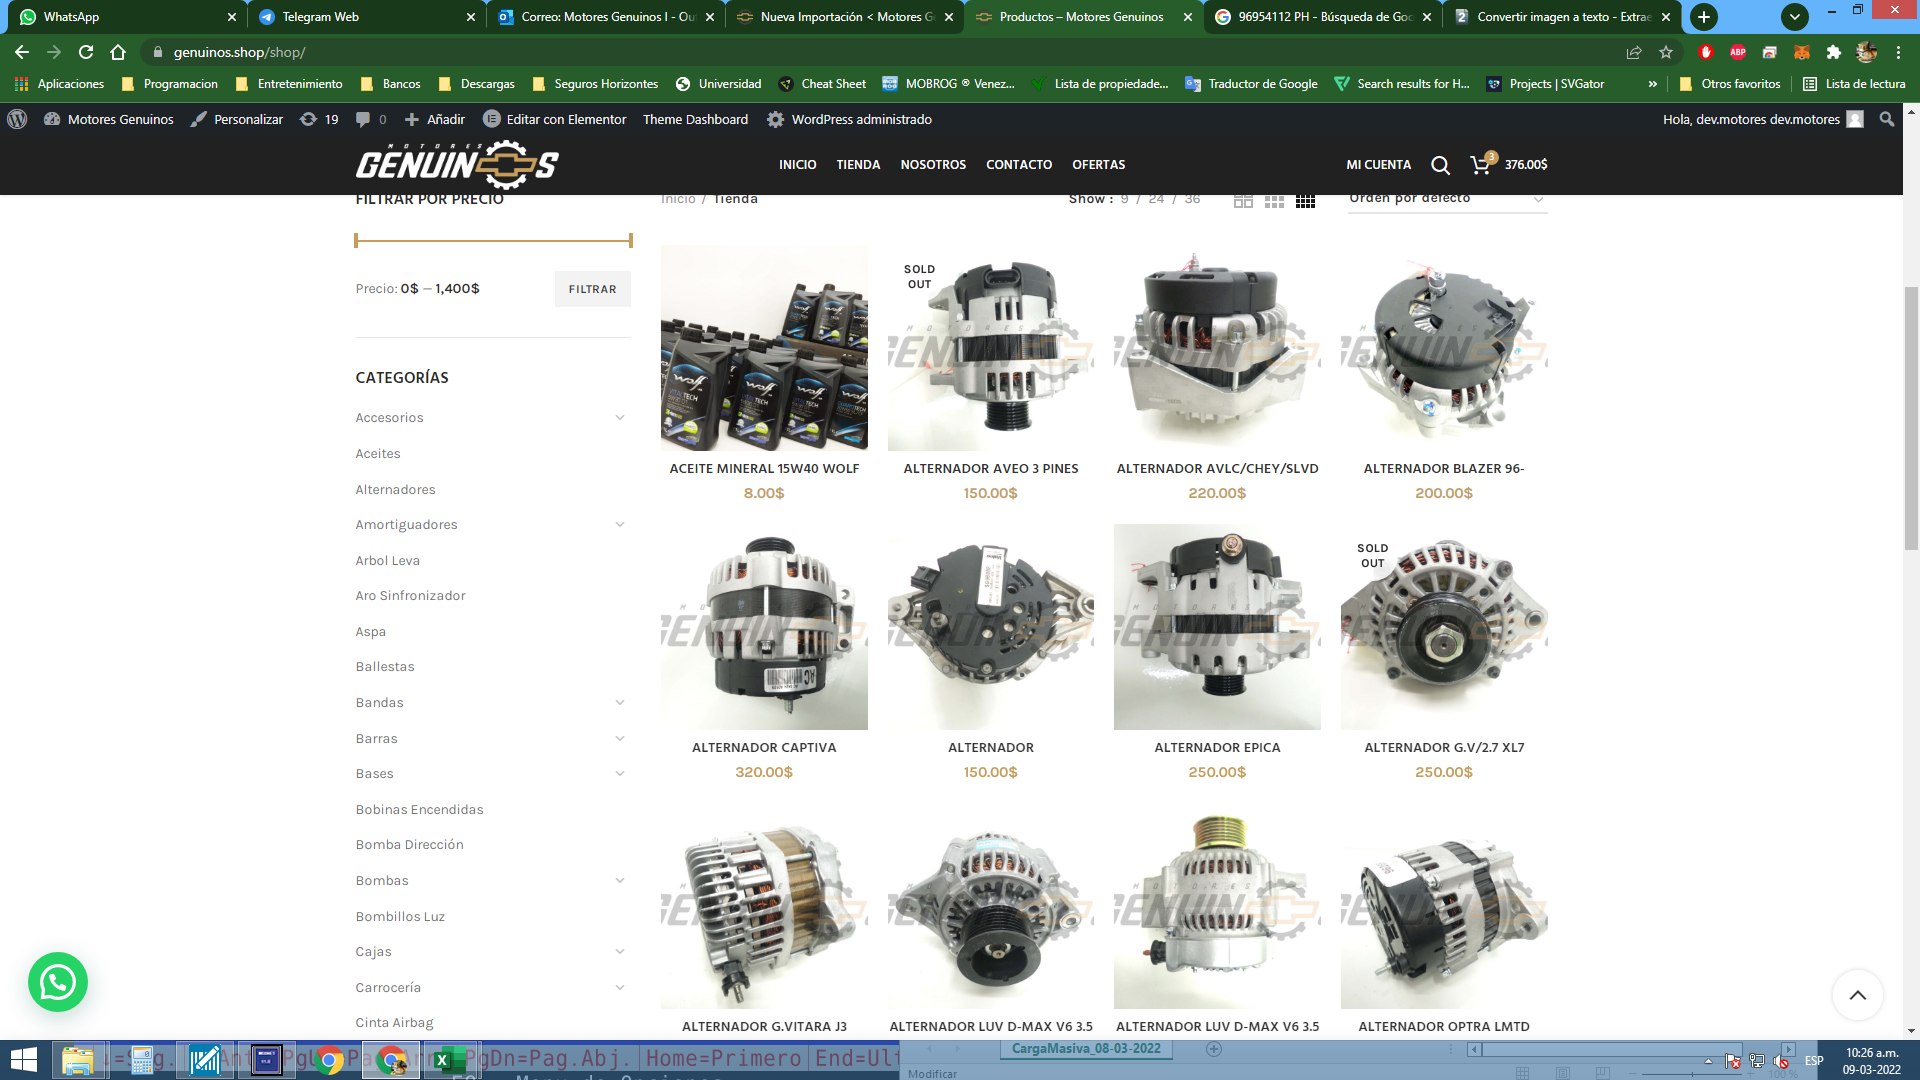 WhatsApp
Telegram Web
Correo: Motores Genuinos I - Ou
Nueva Importación < Motores G
Productos – Motores Genuinos
96954112 PH - Búsqueda de Goo
Convertir imagen a texto - Extrae
genuinos.shop/shop/
Aplicaciones
Programacion
Entretenimiento
Bancos
Descargas
Seguros Horizontes
Universidad
Cheat Sheet
MOBROG ® Venez...
Lista de propiedade...
Traductor de Google
Search results for H...
Projects | SVGator
»
Otros favoritos
Lista de lectura
Motores Genuinos
Personalizar
19
0
Añadir
Editar con Elementor
Theme Dashboard
WordPress administrado
Hola, dev.motores dev.motores
MOTORES
GENUINOS
INICIO
TIENDA
NOSOTROS
CONTACTO
OFERTAS
MI CUENTA
3
376.00$
FILTRAR POR PRECIO
Inicio / Tienda
Show : 9 / 24 / 36
Orden por defecto
Precio: 0$ — 1,400$
FILTRAR
CATEGORÍAS
Accesorios
Aceites
Alternadores
Amortiguadores
Arbol Leva
Aro Sinfronizador
Aspa
Ballestas
Bandas
Barras
Bases
Bobinas Encendidas
Bomba Dirección
Bombas
Bombillos Luz
Cajas
Carrocería
Cinta Airbag
ACEITE MINERAL 15W40 WOLF
8.00$
SOLD
OUT
ALTERNADOR AVEO 3 PINES
150.00$
ALTERNADOR AVLC/CHEY/SLVD
220.00$
ALTERNADOR BLAZER 96-
200.00$
ALTERNADOR CAPTIVA
320.00$
ALTERNADOR
150.00$
ALTERNADOR EPICA
250.00$
SOLD
OUT
ALTERNADOR G.V/2.7 XL7
250.00$
ALTERNADOR G.VITARA J3
ALTERNADOR LUV D-MAX V6 3.5
ALTERNADOR LUV D-MAX V6 3.5
ALTERNADOR OPTRA LMTD
PgDn=Pag.Abj.
Home=Primero
End=Ult
CargaMasiva_08-03-2022
Modificar
100 %
ESP
10:26 a.m.
09-03-2022